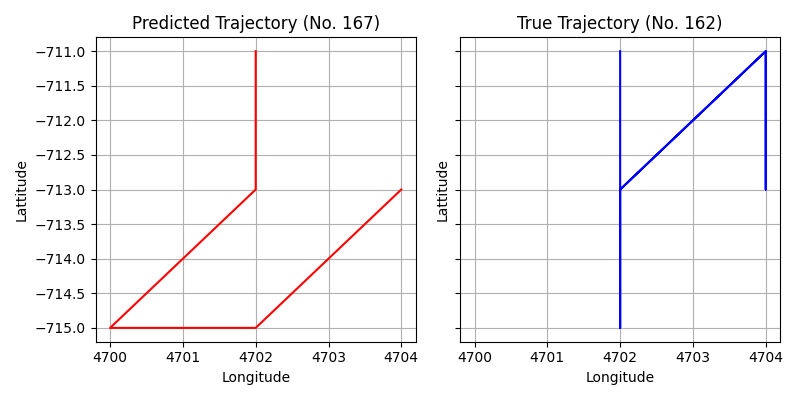 Predicted Trajectory (No. 167)
True Trajectory (No. 162)
−711.0
−711.5
−712.0
−712.5
−713.0
−713.5
−714.0
−714.5
−715.0
Lattitude
Lattitude
4700 4701 4702 4703 4704
4700 4701 4702 4703 4704
Longitude
Longitude